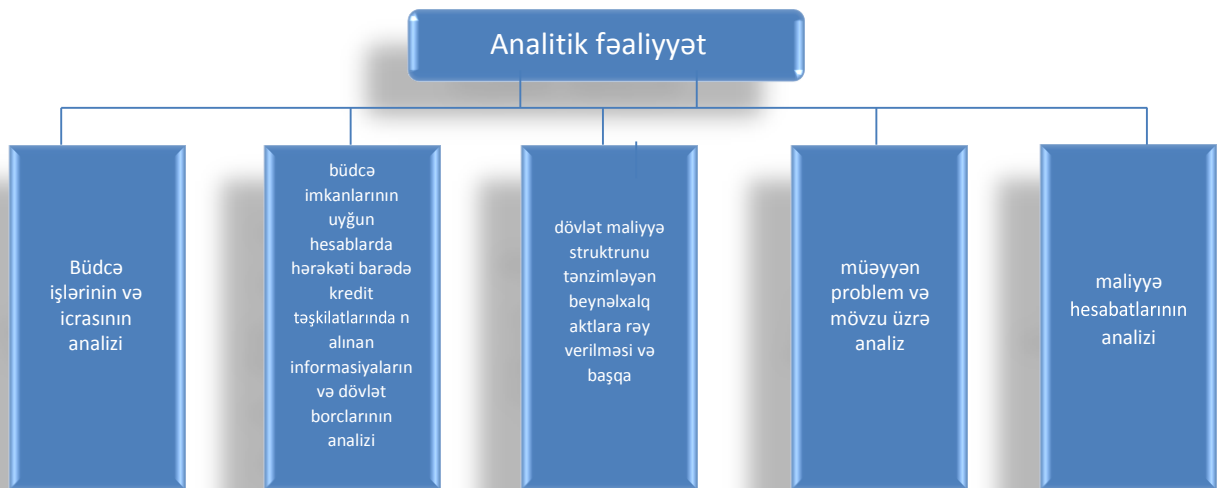 Analitik fəaliyyət
Büdcə
işlərinin və
icrasının
analizi
büdcə
imkanlarının
uyğun
hesablarda
hərəkəti barədə
kredit
təşkilatlarında n
alınan
informasiyaların
və dövlət
borclarının
analizi
dövlət maliyyə
struktrunu
tənzimləyən
beynəlxalq
aktlara rəy
verilməsi və
başqa
müəyyən
problem və
mövzu üzrə
analiz
maliyyə
hesabatlarının
analizi